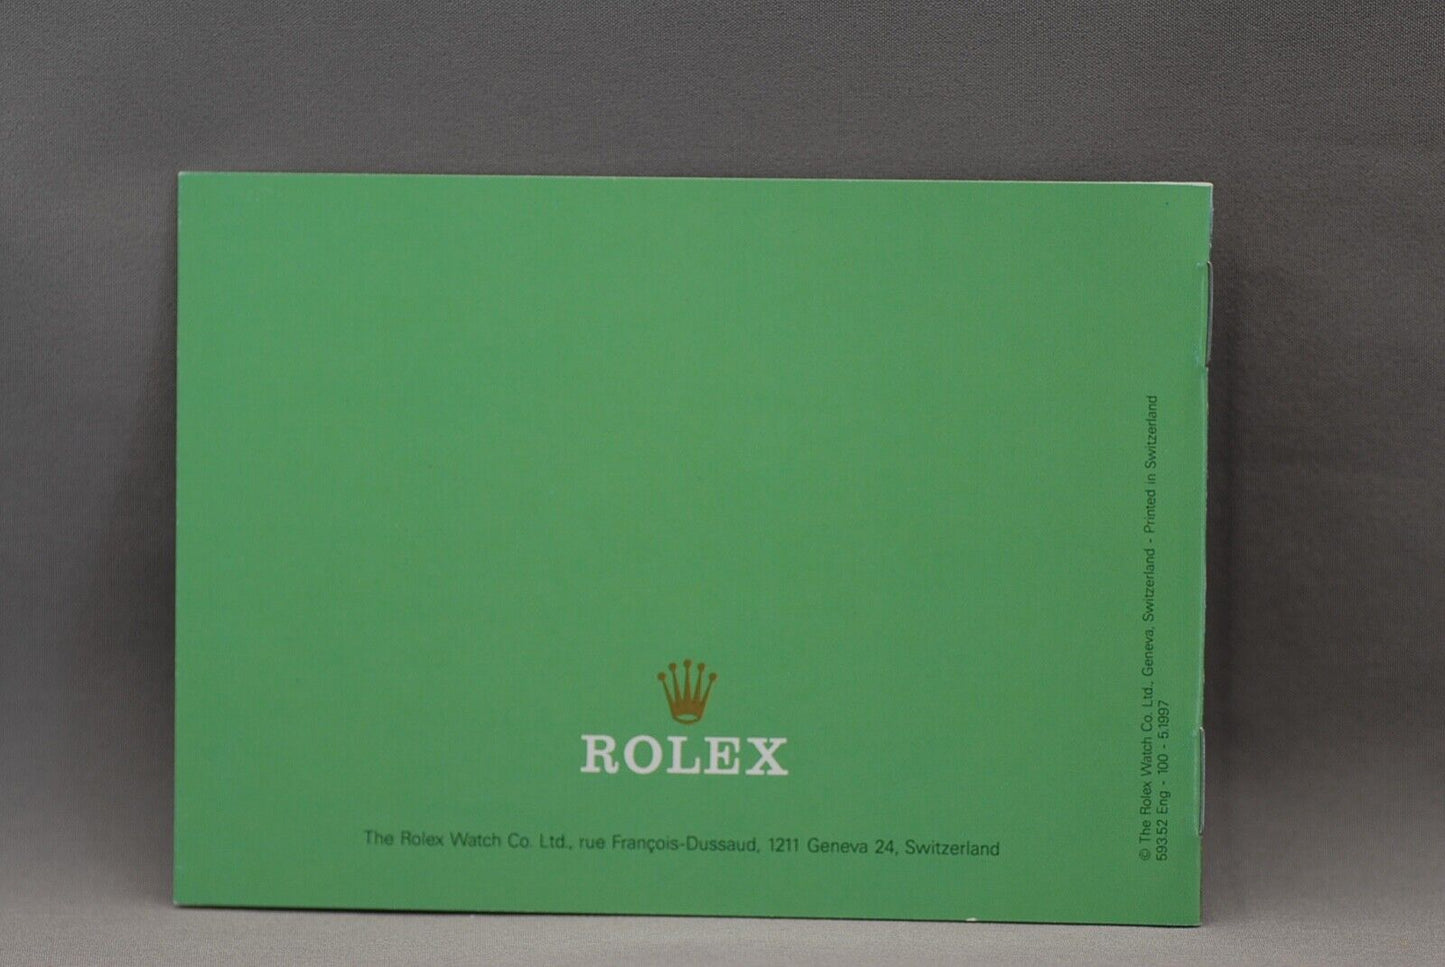 ROLEX
The Rolex Watch Co. Ltd., rue François-Dussaud, 1211 Geneva 24, Switzerland
© The Rolex Watch Co. Ltd., Geneva, Switzerland - Printed in Switzerland
593.52 Eng - 100 - 5.1997